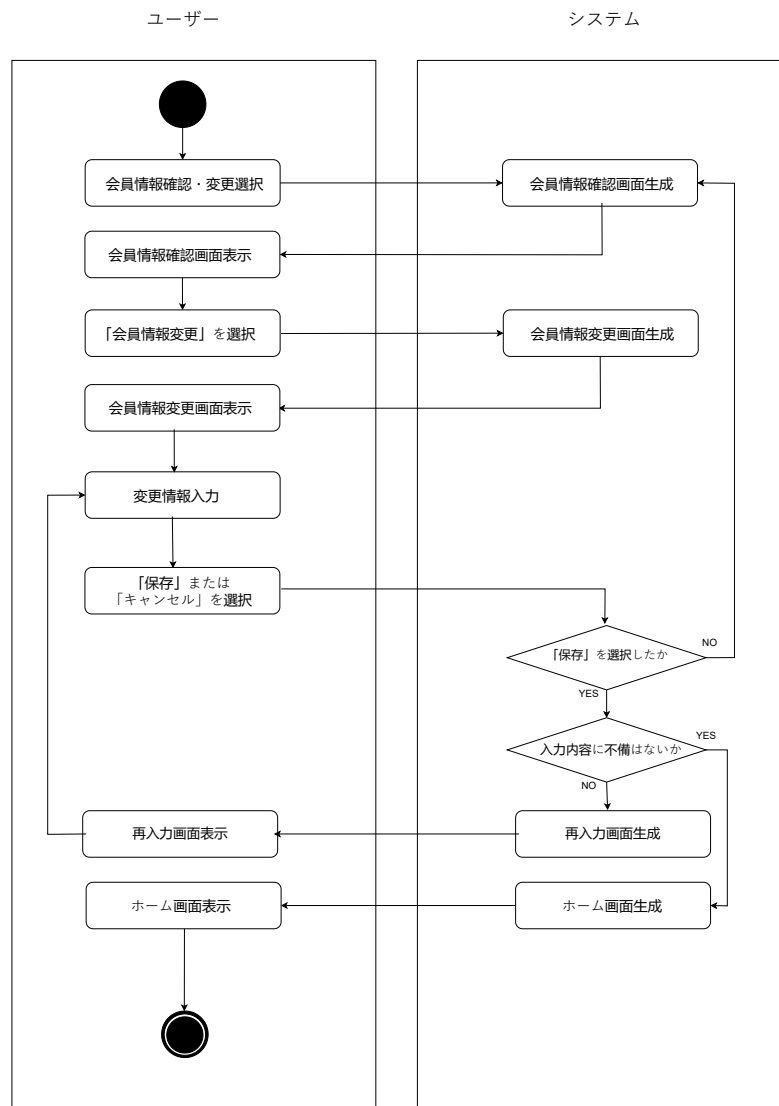 ユーザー
システム
会員情報確認・変更選択
会員情報確認画面生成
会員情報確認画面表示
「会員情報変更」を選択
会員情報変更画面生成
会員情報変更画面表示
変更情報入力
「保存」または
「キャンセル」を選択
「保存」を選択したか
NO
YES
入力内容に不備はないか
YES
NO
再入力画面表示
再入力画面生成
ホーム画面表示
ホーム画面生成